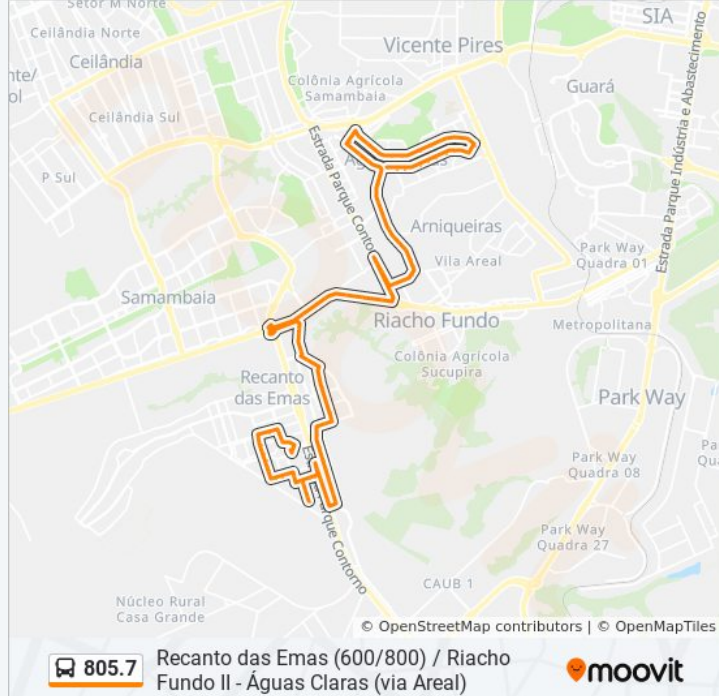 Setor M Norte
SIA
Ceilândia Norte
Vicente Pires
Ceilândia
Colônia Agrícola
Samambaia
Guará
Ceilândia Sul
Estrada Parque Indústria e Abastecimento
Estrada Parque Contorno
P Sul
Arniqueiras
Vila Areal
Park Way
Quadra 01
Samambaia
Riacho Fundo
Metropolitana
Colônia Agrícola
Sucupira
Recanto
das Emas
Park Way
Park Way
Quadra 08
Parque Contorno
Park Way
Quadra 27
CAUB 1
Núcleo Rural
Casa Grande
© OpenStreetMap contributors | © OpenMapTiles
805.7
Recanto das Emas (600/800) / Riacho
Fundo II - Águas Claras (via Areal)
moovit